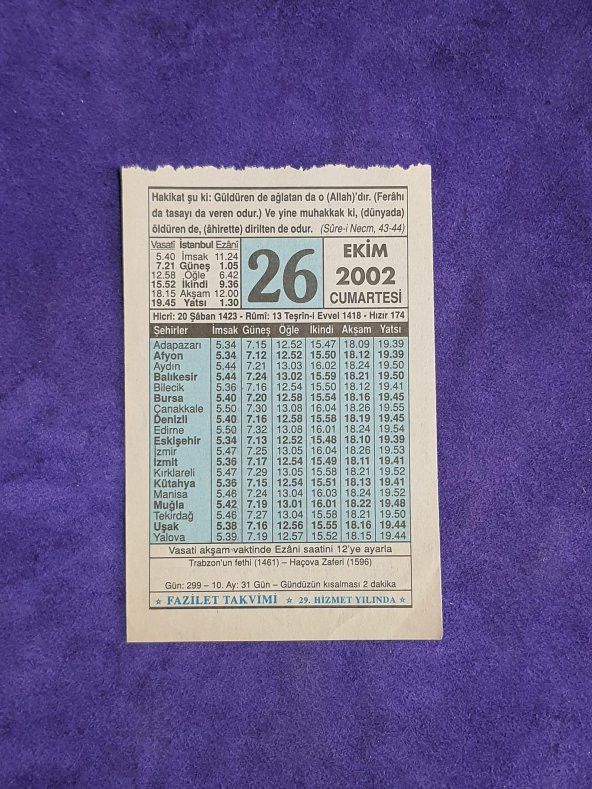 Hakikat şu ki: Güldüren de ağlatan da o (Allah)'dır. (Ferâhı
da tasayı da veren odur.) Ve yine muhakkak ki, (dünyada)
öldüren de, (âhirette) dirilten de odur. (Sûre-i Necm, 43-44)
Vasatî İstanbul Ezânî
5.40 İmsak 11.24
7.21 Güneş 1.05
12.58 Öğle 6.42
15.52 İkindi 9.36
18.15 Akşam 12.00
19.45 Yatsı 1.30
26
EKİM
2002
CUMARTESİ
Hicrî: 20 Şâban 1423 - Rûmî: 13 Teşrîn-i Evvel 1418 - Hızır 174
Şehirler İmsak Güneş Öğle İkindi Akşam Yatsı
Adapazarı 5.34 7.15 12.52 15.47 18.09 19.39
Afyon 5.34 7.12 12.52 15.50 18.12 19.39
Aydın 5.44 7.21 13.03 16.02 18.24 19.50
Balıkesir 5.44 7.24 13.02 15.59 18.21 19.50
Bilecik 5.36 7.16 12.54 15.50 18.12 19.41
Bursa 5.40 7.20 12.58 15.54 18.16 19.45
Çanakkale 5.50 7.30 13.08 16.04 18.26 19.55
Denizli 5.40 7.16 12.58 15.58 18.19 19.45
Edirne 5.50 7.32 13.08 16.01 18.24 19.54
Eskişehir 5.34 7.13 12.52 15.48 18.10 19.39
İzmir 5.47 7.25 13.05 16.04 18.26 19.53
İzmit 5.36 7.17 12.54 15.49 18.11 19.41
Kırklareli 5.47 7.29 13.05 15.58 18.21 19.52
Kütahya 5.36 7.15 12.54 15.51 18.13 19.41
Manisa 5.46 7.24 13.04 16.03 18.24 19.52
Muğla 5.42 7.19 13.01 16.01 18.22 19.48
Tekirdağ 5.46 7.27 13.04 15.58 18.21 19.50
Uşak 5.38 7.16 12.56 15.55 18.16 19.44
Yalova 5.39 7.19 12.57 15.52 18.15 19.44
Vasati akşam vaktinde Ezâni saatini 12'ye ayarla
Trabzon'un fethi (1461) – Haçova Zaferi (1596)
Gün: 299 – 10. Ay: 31 Gün – Gündüzün kısalması 2 dakika
★ FAZİLET TAKVİMİ ★ 29. HİZMET YILINDA ★